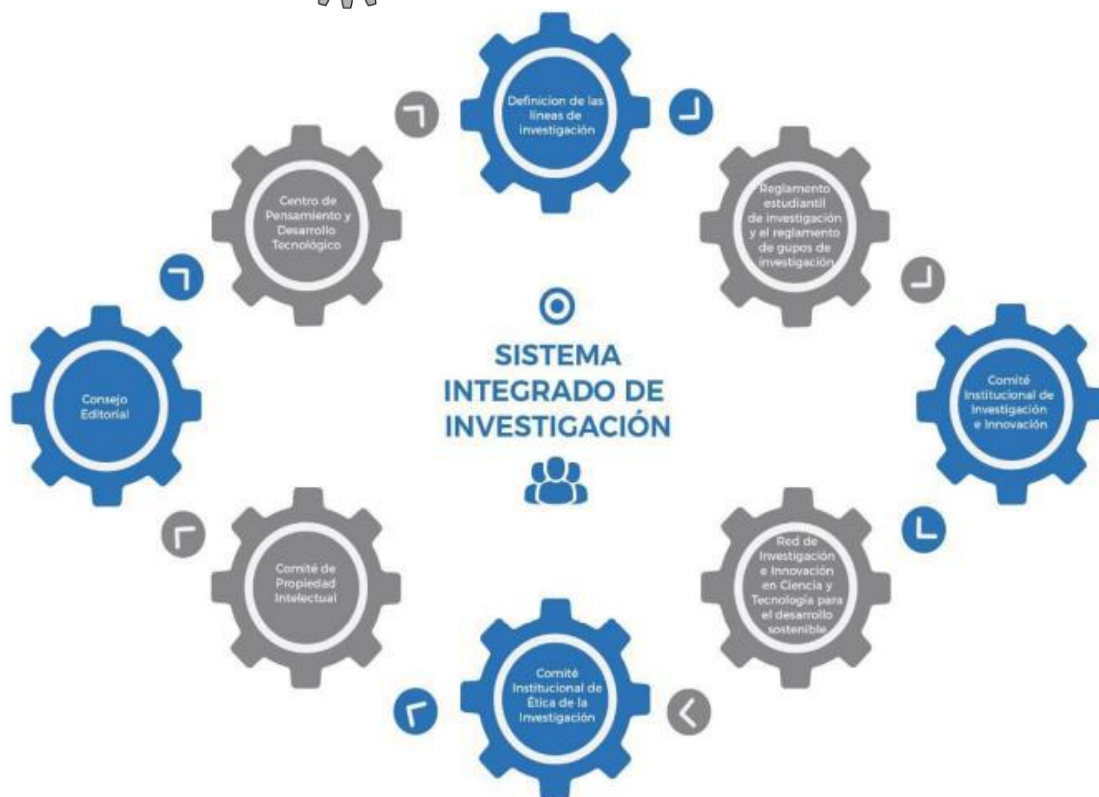 Definicion de las
líneas de
investigación
Reglamento
estudiantil
de investigación
y el reglamento
de gupos de
investigación
Comité
Institucional de
Investigación
e Innovación
Red de
Investigación
e Innovación
en Ciencia y
Tecnología para
el desarrollo
sostenible
Comité
Institucional de
Ética de la
Investigación
Comité de
Propiedad
Intelectual
Consejo
Editorial
Centro de
Pensamiento y
Desarrollo
Tecnológico
SISTEMA
INTEGRADO DE
INVESTIGACIÓN